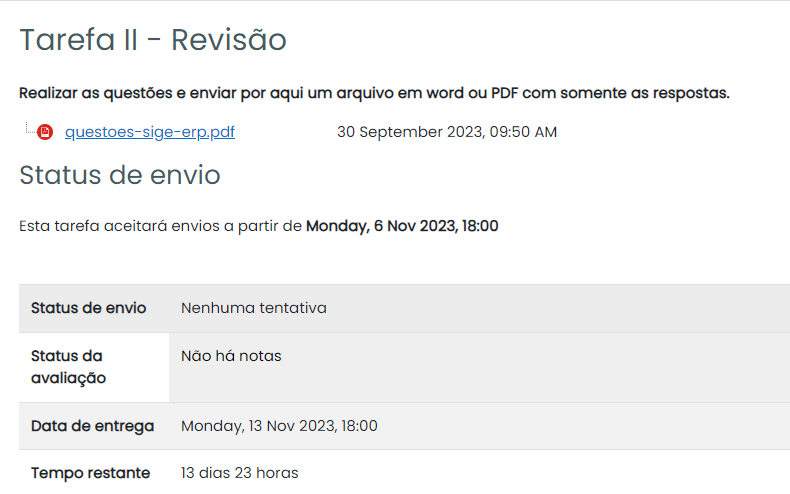 Tarefa II - Revisão
Realizar as questões e enviar por aqui um arquivo em word ou PDF com somente as respostas.
questoes-sige-erp.pdf 30 September 2023, 09:50 AM
Status de envio
Esta tarefa aceitará envios a partir de Monday, 6 Nov 2023, 18:00
Status de envio Nenhuma tentativa
Status da avaliação Não há notas
Data de entrega Monday, 13 Nov 2023, 18:00
Tempo restante 13 dias 23 horas